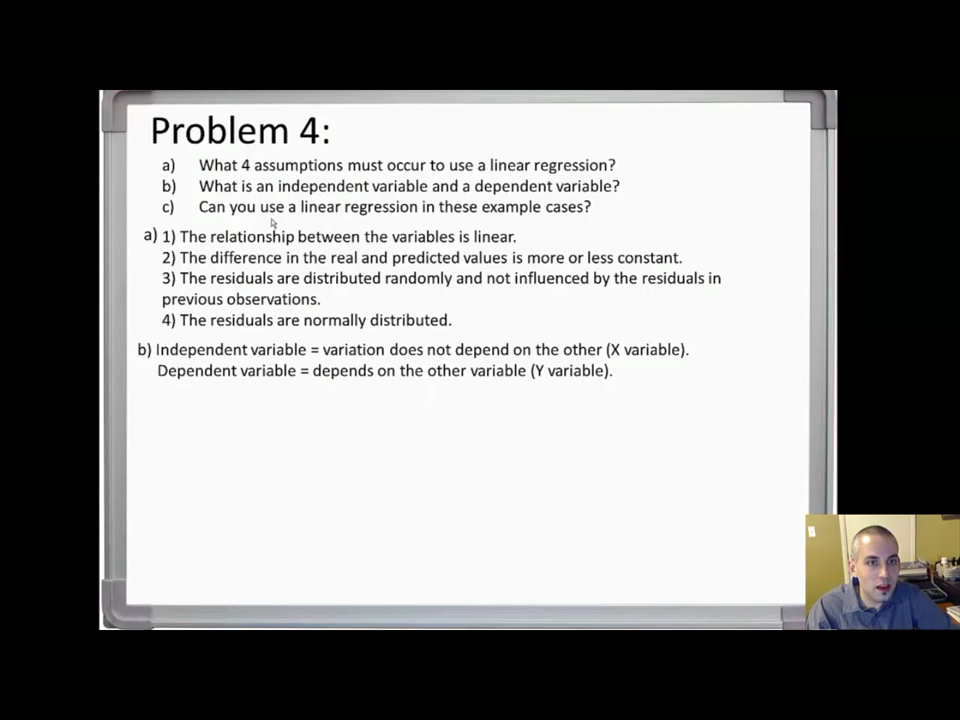 Problem 4:
a) What 4 assumptions must occur to use a linear regression?
b) What is an independent variable and a dependent variable?
c) Can you use a linear regression in these example cases?
a) 1) The relationship between the variables is linear.
2) The difference in the real and predicted values is more or less constant.
3) The residuals are distributed randomly and not influenced by the residuals in
previous observations.
4) The residuals are normally distributed.
b) Independent variable = variation does not depend on the other (X variable).
Dependent variable = depends on the other variable (Y variable).